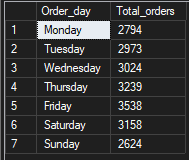 Order_day Total_orders
1 Monday 2794
2 Tuesday 2973
3 Wednesday 3024
4 Thursday 3239
5 Friday 3538
6 Saturday 3158
7 Sunday 2624